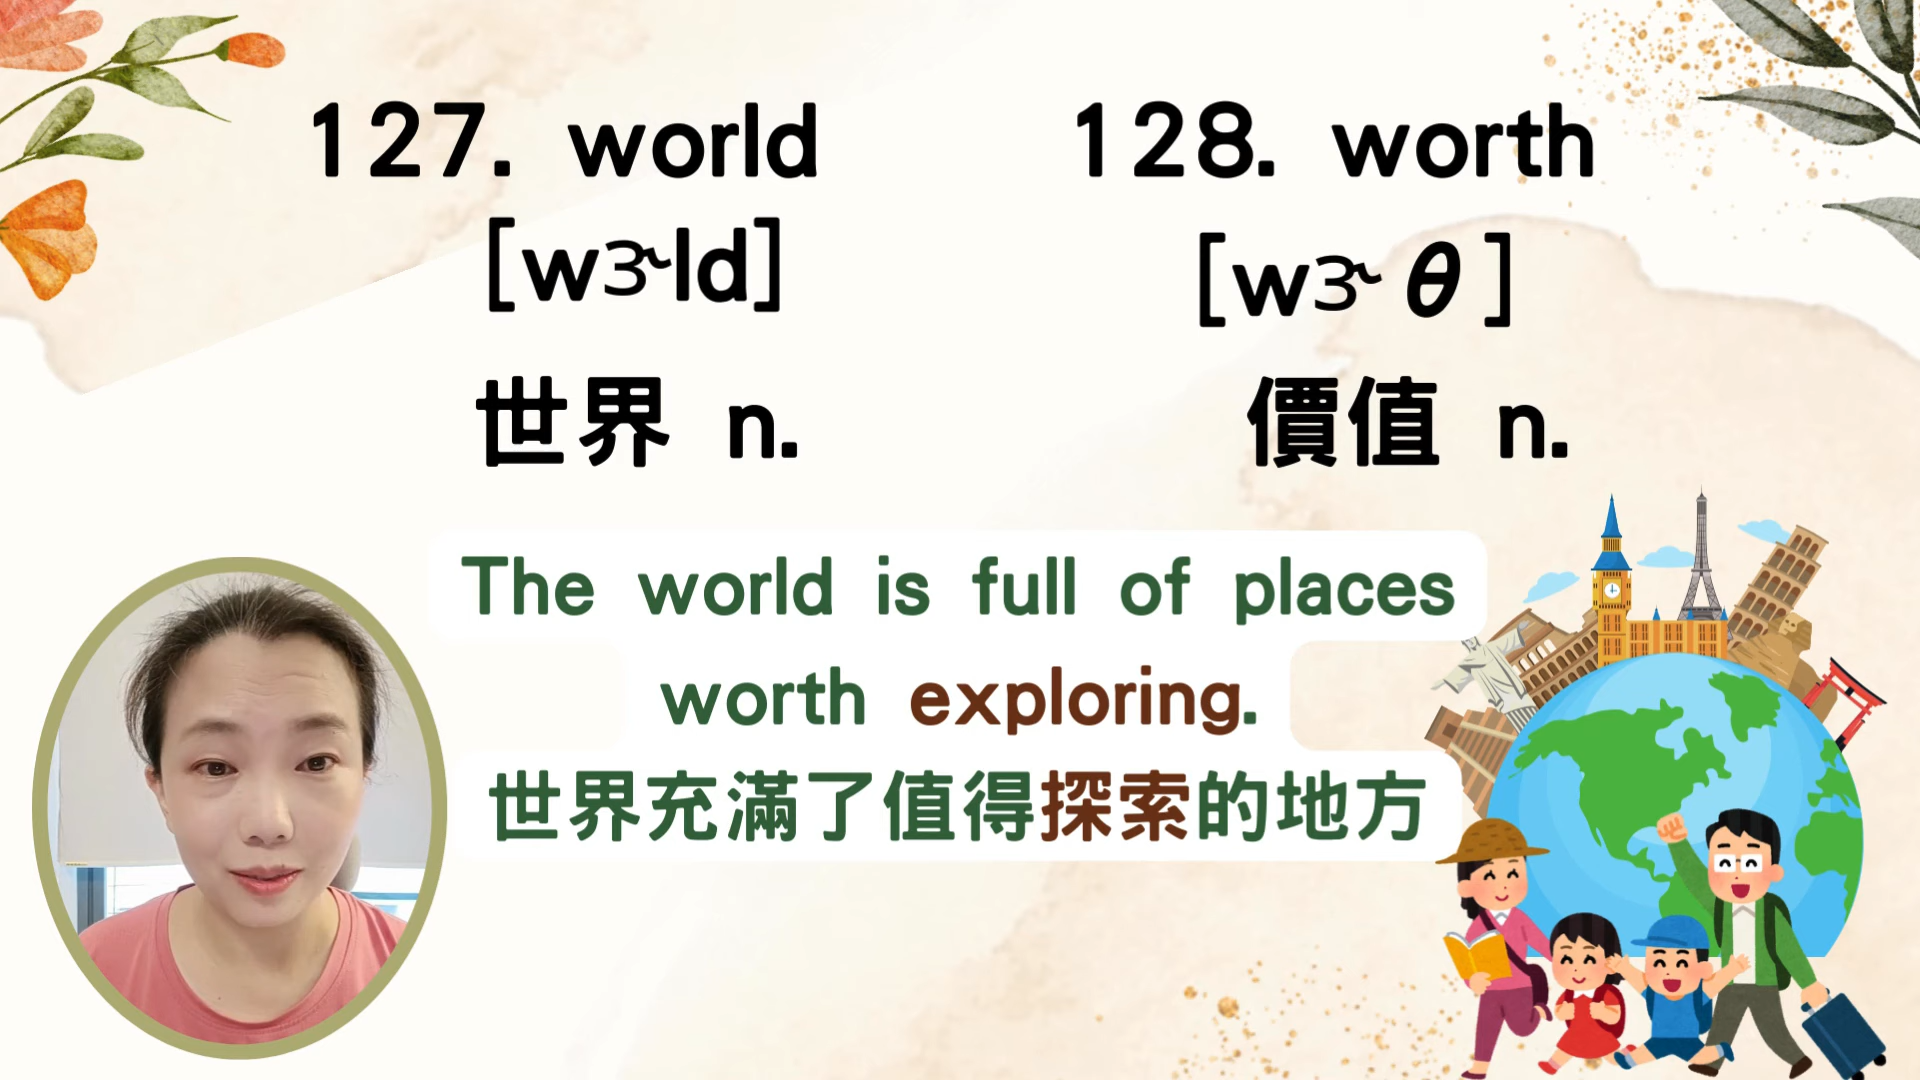 127. world
[wɝld]
世界 n.
128. worth
[wɝθ]
價值 n.
The world is full of places
worth exploring.
世界充滿了值得探索的地方